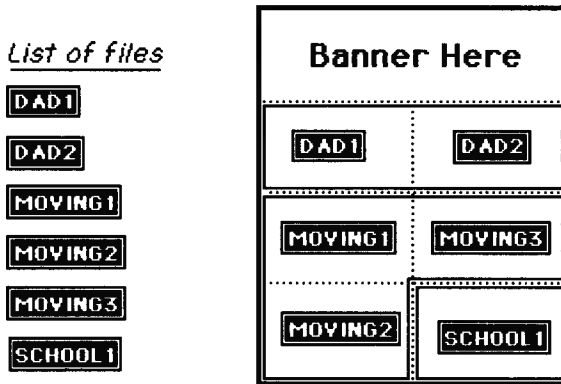 List of files
DAD1
DAD2
MOVING1
MOVING2
MOVING3
SCHOOL1
Banner Here
DAD1 DAD2
MOVING1 MOVING3
MOVING2 SCHOOL1